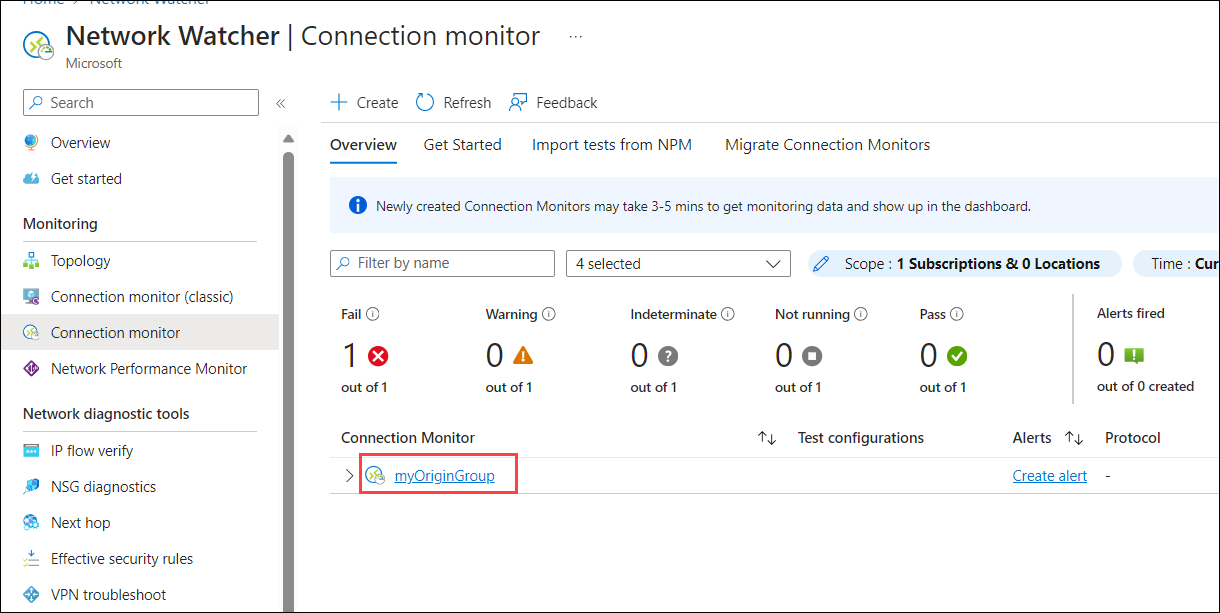 Home > Network Watcher
Network Watcher | Connection monitor ...
Microsoft
Search
«
Overview
Get started
Monitoring
Topology
Connection monitor (classic)
Connection monitor
Network Performance Monitor
Network diagnostic tools
IP flow verify
NSG diagnostics
Next hop
Effective security rules
VPN troubleshoot
Create Refresh Feedback
Overview Get Started Import tests from NPM Migrate Connection Monitors
Newly created Connection Monitors may take 3-5 mins to get monitoring data and show up in the dashboard.
Filter by name 4 selected Scope : 1 Subscriptions & 0 Locations Time : Cur
Fail Warning Indeterminate Not running Pass Alerts fired
1 0 0 0 0 0
out of 1 out of 1 out of 1 out of 1 out of 1 out of 0 created
Connection Monitor Test configurations Alerts Protocol
myOriginGroup Create alert -